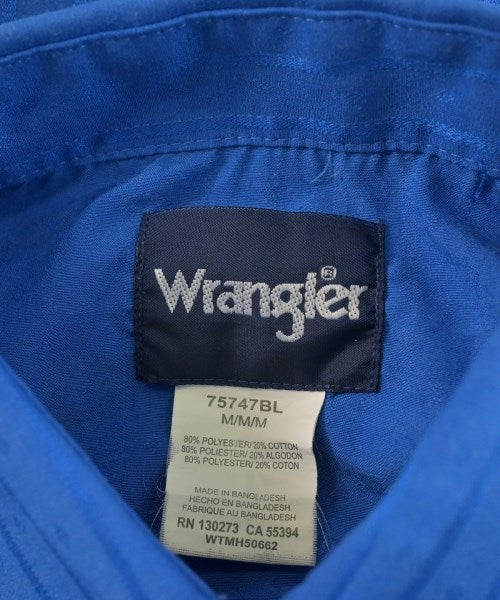 Wrangler®
75747BL
M/M/M
80% POLYESTER/20% COTTON
80% POLIESTER/ 20% ALGODON
80% POLYESTER/ 20% COTON
MADE IN BANGLADESH
HECHO EN BANGLADESH
FABRIQUE AU BANGLADESH
RN 130273 CA 55394
WTMH50662